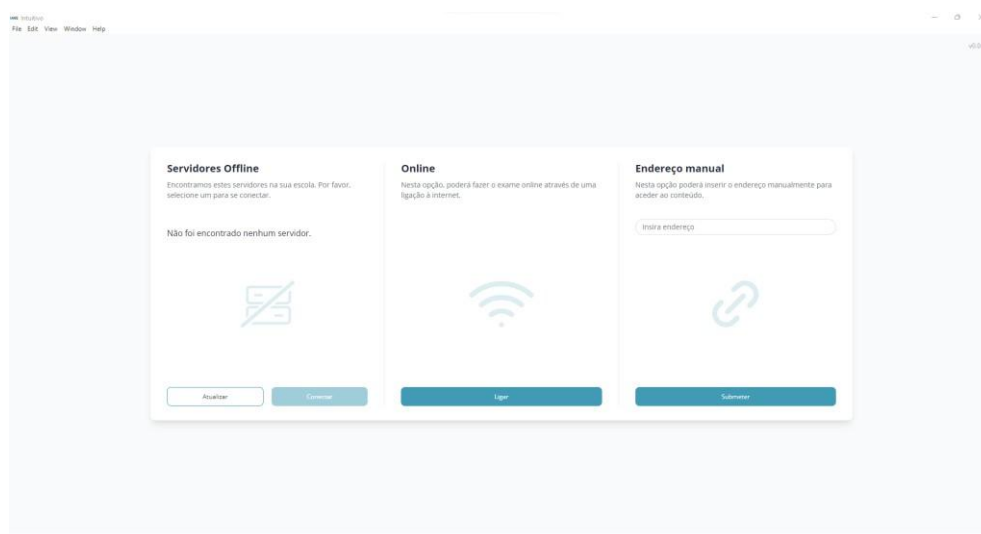 Intuitivo
File Edit View Window Help
Servidores Offline
Encontramos estes servidores na sua escola. Por favor,
selecione um para se conectar.
Não foi encontrado nenhum servidor.
Atualizar
Conectar
Online
Nesta opção, poderá fazer o exame online através de uma
ligação à internet.
Ligar
Endereço manual
Nesta opção poderá inserir o endereço manualmente para
aceder ao conteúdo.
Insira endereço
Submeter